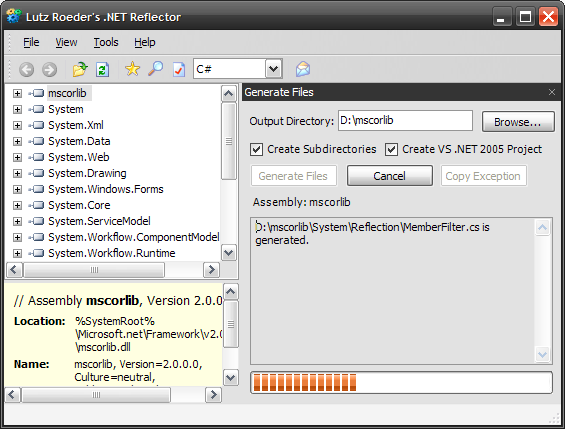 Lutz Roeder's .NET Reflector
File View Tools Help
C#
mscorlib
System
System.Xml
System.Data
System.Web
System.Drawing
System.Windows.Forms
System.Core
System.ServiceModel
System.Workflow.ComponentModel
System.Workflow.Runtime
// Assembly mscorlib, Version 2.0.0
Location: %SystemRoot%
\Microsoft.net\Framework\v2.0
\mscorlib.dll
Name: mscorlib, Version=2.0.0.0,
Culture=neutral,
Generate Files
Output Directory: D:\mscorlib Browse...
Create Subdirectories Create VS .NET 2005 Project
Generate Files Cancel Copy Exception
Assembly: mscorlib
D:\mscorlib\System\Reflection\MemberFilter.cs is
generated.